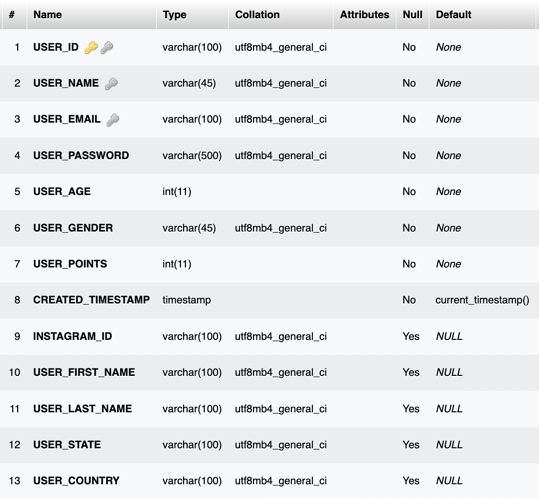 # Name Type Collation Attributes Null Default
1 USER_ID varchar(100) utf8mb4_general_ci No None
2 USER_NAME varchar(45) utf8mb4_general_ci No None
3 USER_EMAIL varchar(100) utf8mb4_general_ci No None
4 USER_PASSWORD varchar(500) utf8mb4_general_ci No None
5 USER_AGE int(11) No None
6 USER_GENDER varchar(45) utf8mb4_general_ci No None
7 USER_POINTS int(11) No None
8 CREATED_TIMESTAMP timestamp No current_timestamp()
9 INSTAGRAM_ID varchar(100) utf8mb4_general_ci Yes NULL
10 USER_FIRST_NAME varchar(100) utf8mb4_general_ci Yes NULL
11 USER_LAST_NAME varchar(100) utf8mb4_general_ci Yes NULL
12 USER_STATE varchar(100) utf8mb4_general_ci Yes NULL
13 USER_COUNTRY varchar(100) utf8mb4_general_ci Yes NULL